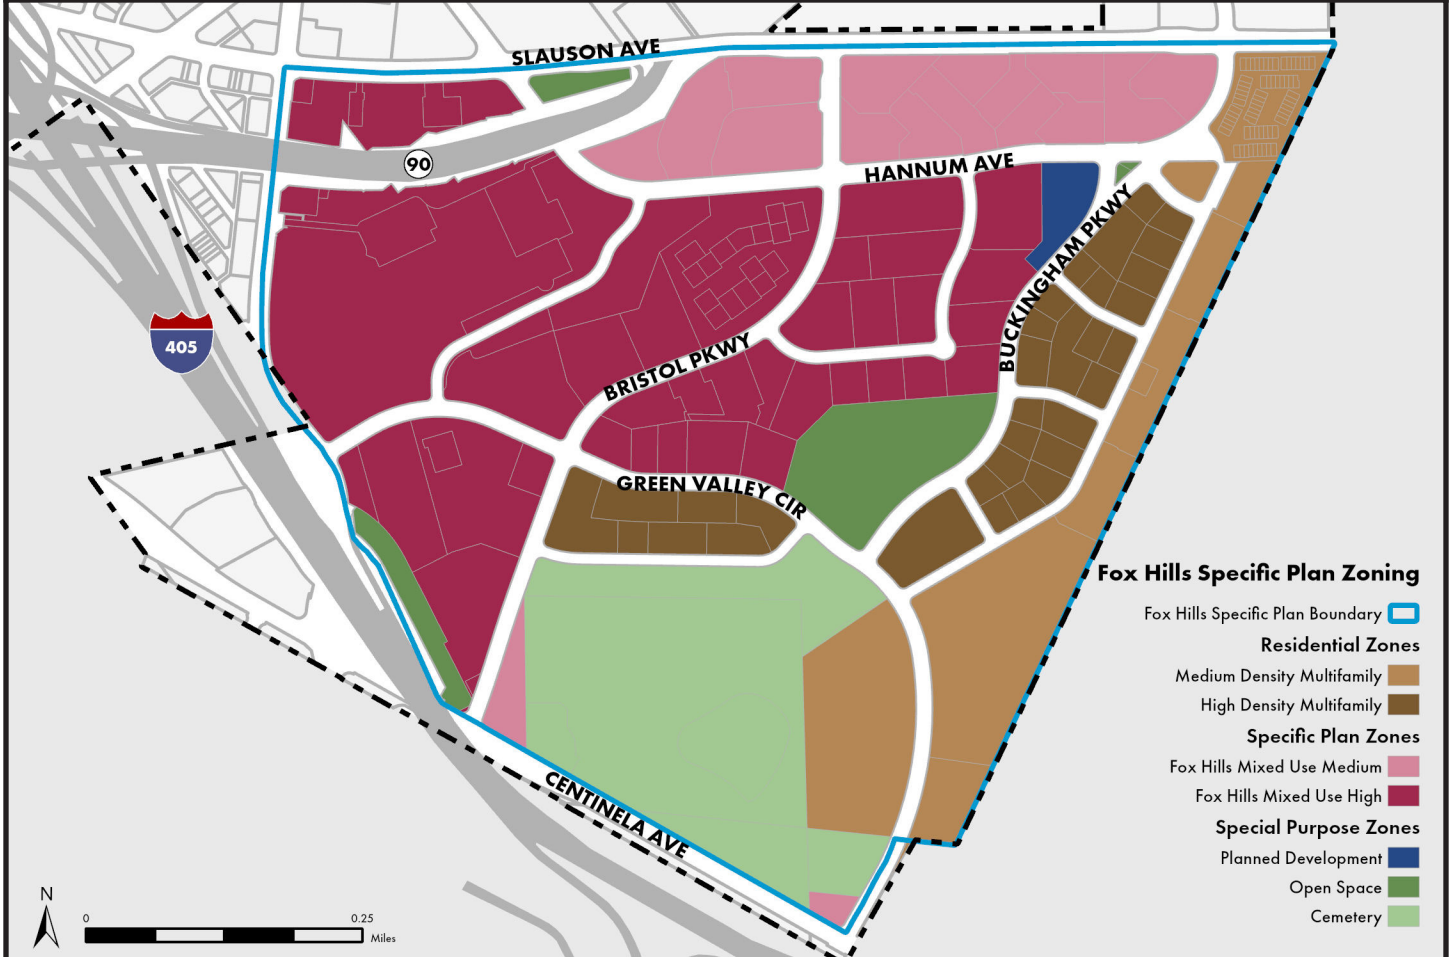 SLAUSON AVE
90
HANNUM AVE
BUCKINGHAM PKWY
405
BRISTOL PKWY
GREEN VALLEY CIR
CENTINELA AVE
Fox Hills Specific Plan Zoning
Fox Hills Specific Plan Boundary
Residential Zones
Medium Density Multifamily
High Density Multifamily
Specific Plan Zones
Fox Hills Mixed Use Medium
Fox Hills Mixed Use High
Special Purpose Zones
Planned Development
Open Space
Cemetery
N
0 0.25
Miles